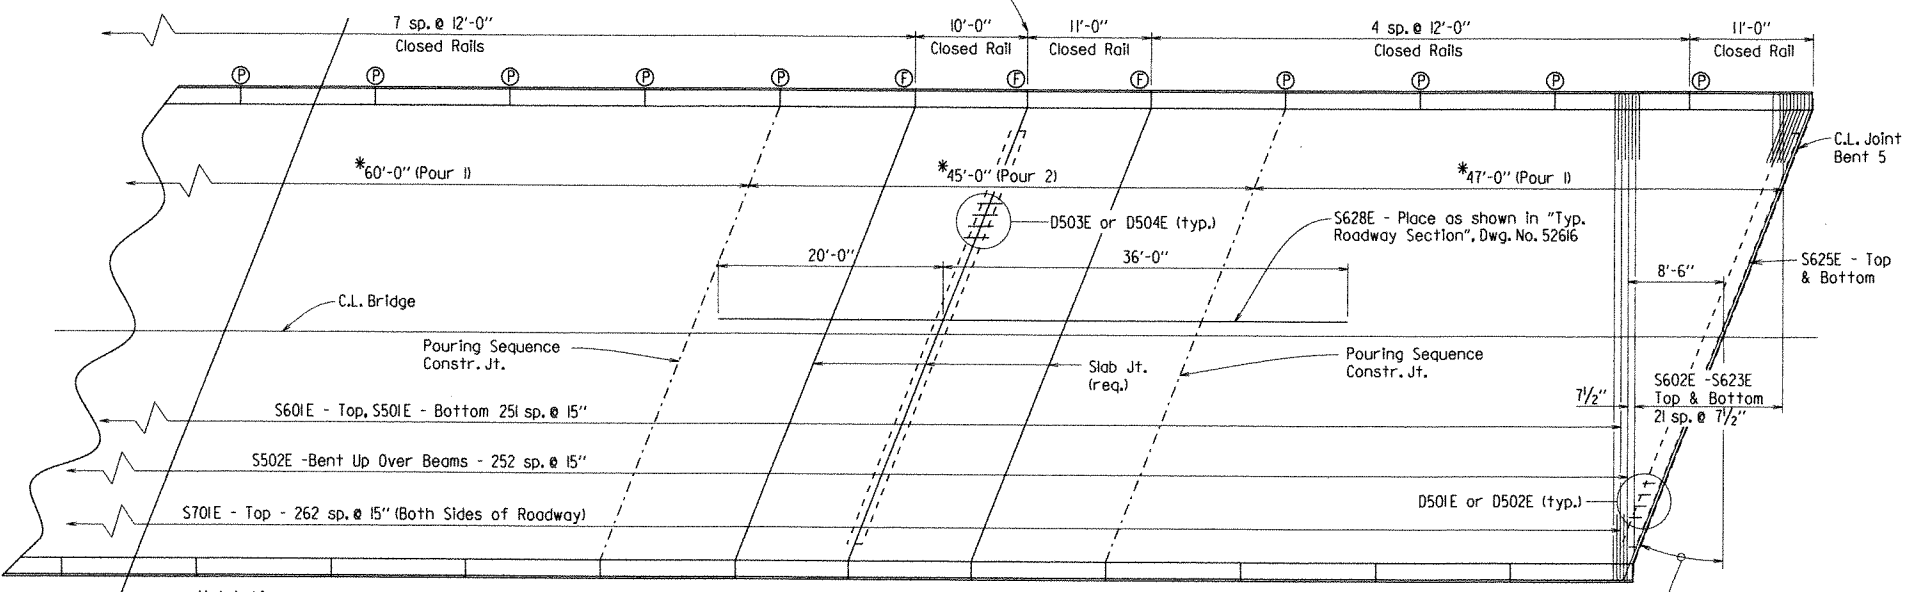 7 sp. @ 12'-0"
Closed Rails
10'-0"
Closed Rail
11'-0"
Closed Rail
4 sp. @ 12'-0"
Closed Rails
11'-0"
Closed Rail
P P P P P F F F P P P P
C.L. Joint
Bent 5
*60'-0" (Pour 1)
*45'-0" (Pour 2)
*47'-0" (Pour 1)
D503E or D504E (typ.)
S628E - Place as shown in "Typ.
Roadway Section", Dwg. No. 52616
20'-0"
36'-0"
8'-6"
S625E - Top
& Bottom
C.L. Bridge
Pouring Sequence
Constr. Jt.
Slab Jt.
(req.)
Pouring Sequence
Constr. Jt.
7 1/2"
S602E -S623E
Top & Bottom
21 sp. @ 7 1/2"
S601E - Top, S501E - Bottom 251 sp. @ 15"
S502E -Bent Up Over Beams - 252 sp. @ 15"
S701E - Top - 262 sp. @ 15" (Both Sides of Roadway)
D501E or D502E (typ.)